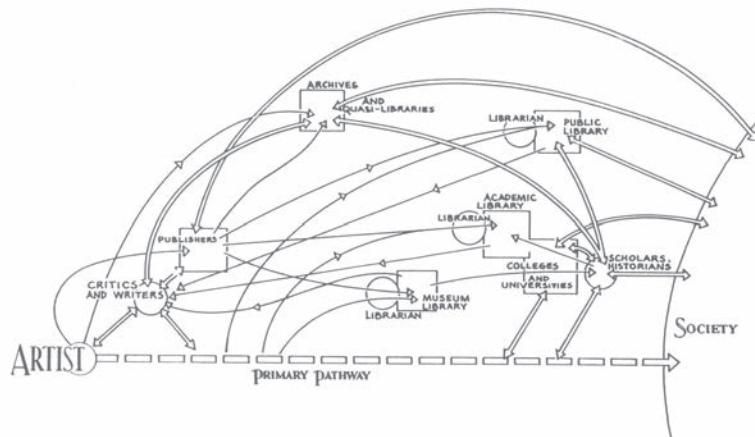 ARCHIVES
AND
QUASI-LIBRARIES
LIBRARIAN
PUBLIC
LIBRARY
ACADEMIC
LIBRARY
LIBRARIAN
PUBLISHERS
COLLEGES
AND
UNIVERSITIES
SCHOLARS,
HISTORIANS
CRITICS
AND WRITERS
MUSEUM
LIBRARY
LIBRARIAN
SOCIETY
ARTIST
PRIMARY PATHWAY